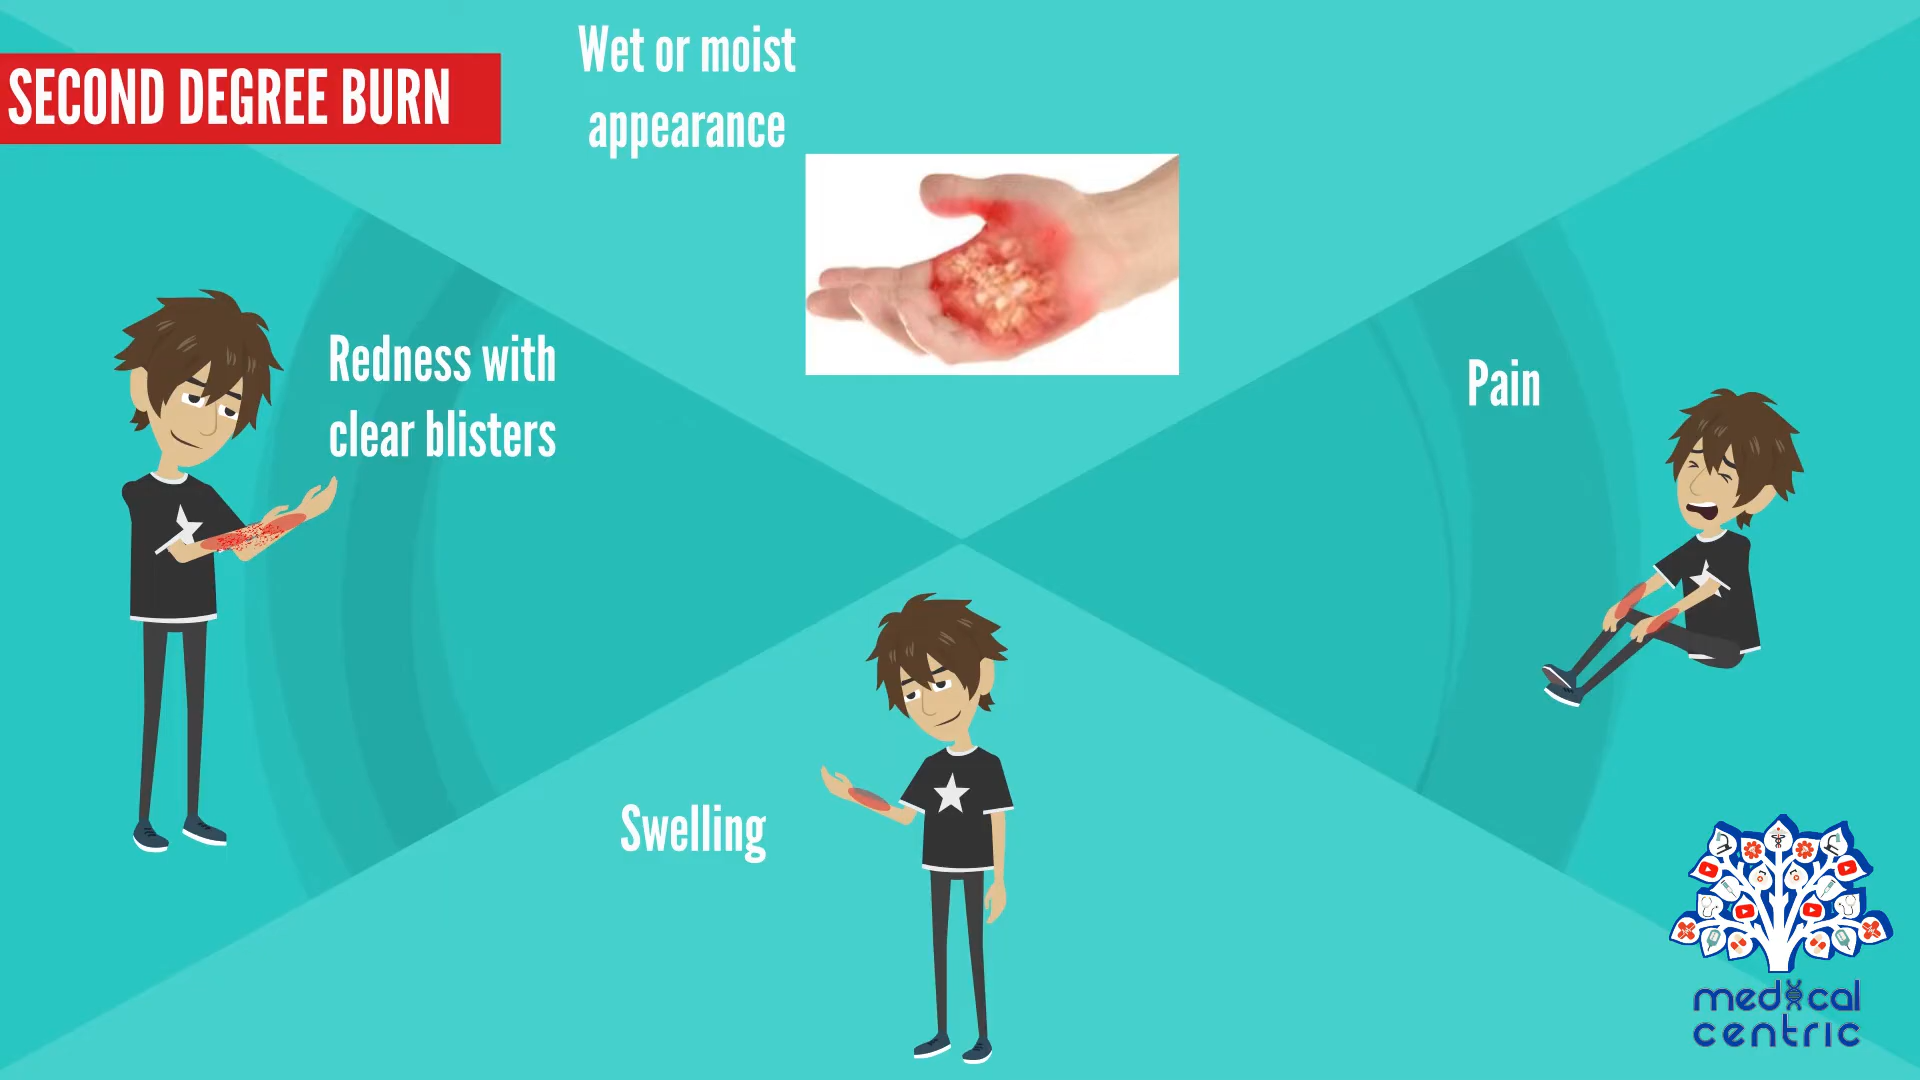 SECOND DEGREE BURN
Wet or moist
appearance
Redness with
clear blisters
Pain
Swelling
medical
centric